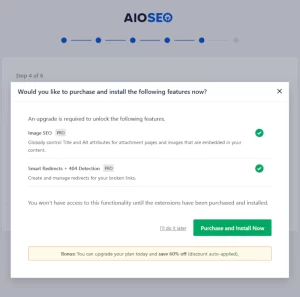 AIOSEO
Step 4 of 6
Would you like to purchase and install the following features now?
An upgrade is required to unlock the following features.
Image SEO PRO
Globally control Title and Alt attributes for attachment pages and images that are embedded in your
content.
Smart Redirects + 404 Detection PRO
Create and manage redirects for your broken links.
You won't have access to this functionality until the extensions have been purchased and installed.
I'll do it later
Purchase and Install Now
Bonus: You can upgrade your plan today and save 60% off (discount auto-applied).